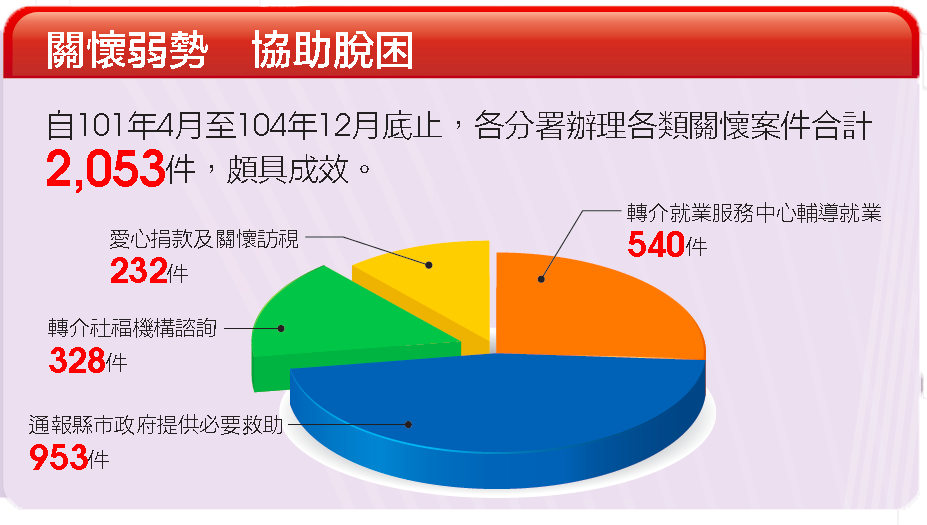 關懷弱勢　協助脫困
自101年4月至104年12月底止，各分署辦理各類關懷案件合計
2,053件，頗具成效。
轉介就業服務中心輔導就業
540件
愛心捐款及關懷訪視
232件
轉介社福機構諮詢
328件
通報縣市政府提供必要救助
953件